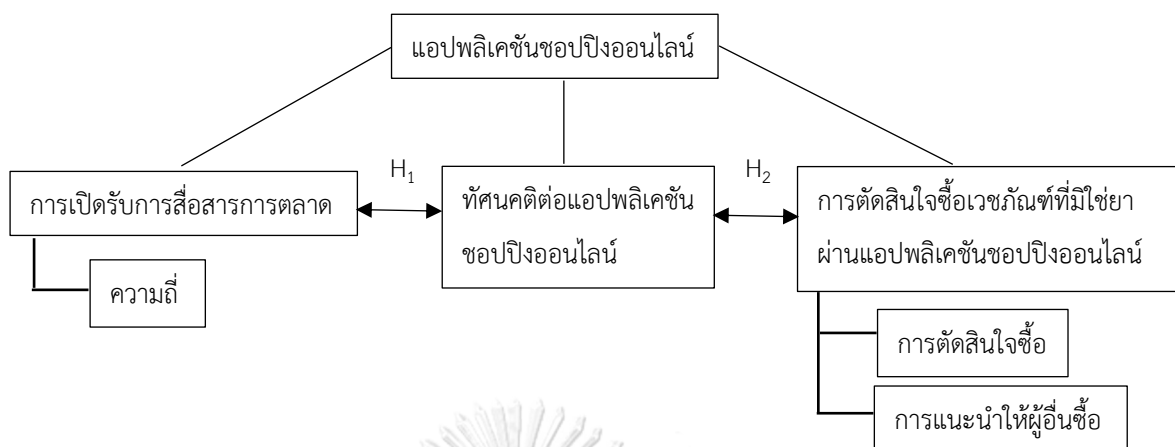 แอปพลิเคชันชอปปิงออนไลน์
H1
H2
การเปิดรับการสื่อสารการตลาด
ทัศนคติต่อแอปพลิเคชัน
ชอปปิงออนไลน์
การตัดสินใจซื้อเวชภัณฑ์ที่มิใช่ยา
ผ่านแอปพลิเคชันชอปปิงออนไลน์
ความถี่
การตัดสินใจซื้อ
การแนะนำให้ผู้อื่นซื้อ